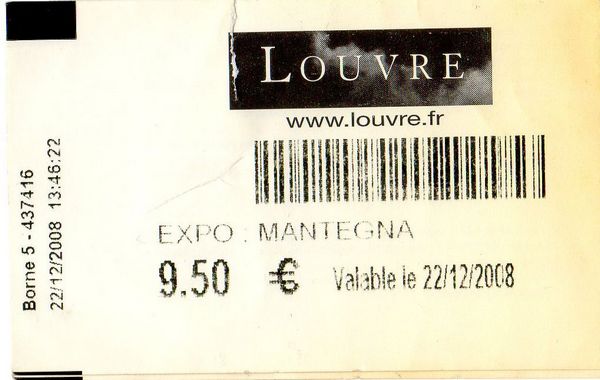 LOUVRE
www.louvre.fr
EXPO : MANTEGNA
9.50 € Valable le 22/12/2008
Borne 5 - 437416
22/12/2008 13:46:22